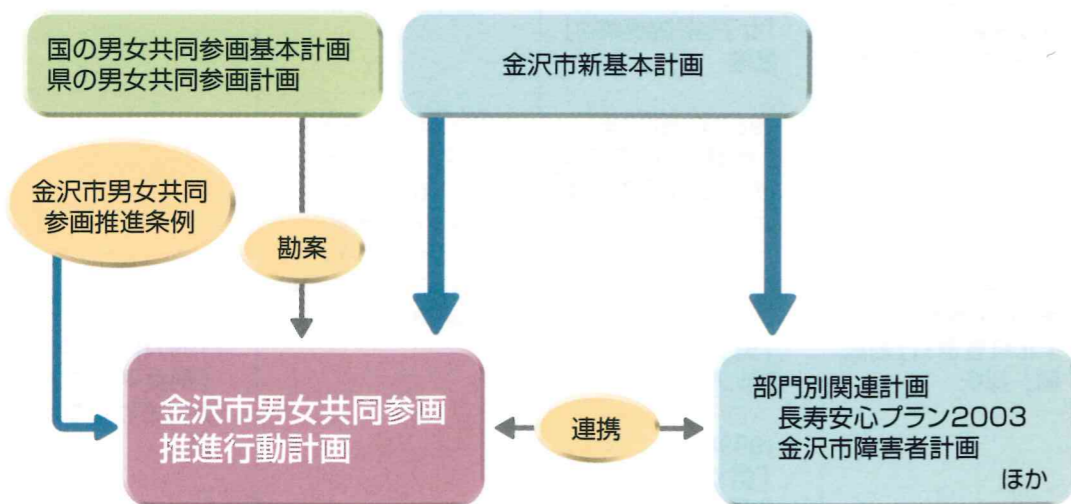 国の男女共同参画基本計画
県の男女共同参画計画
金沢市新基本計画
金沢市男女共同
参画推進条例
勘案
金沢市男女共同参画
推進行動計画
連携
部門別関連計画
長寿安心プラン2003
金沢市障害者計画
ほか